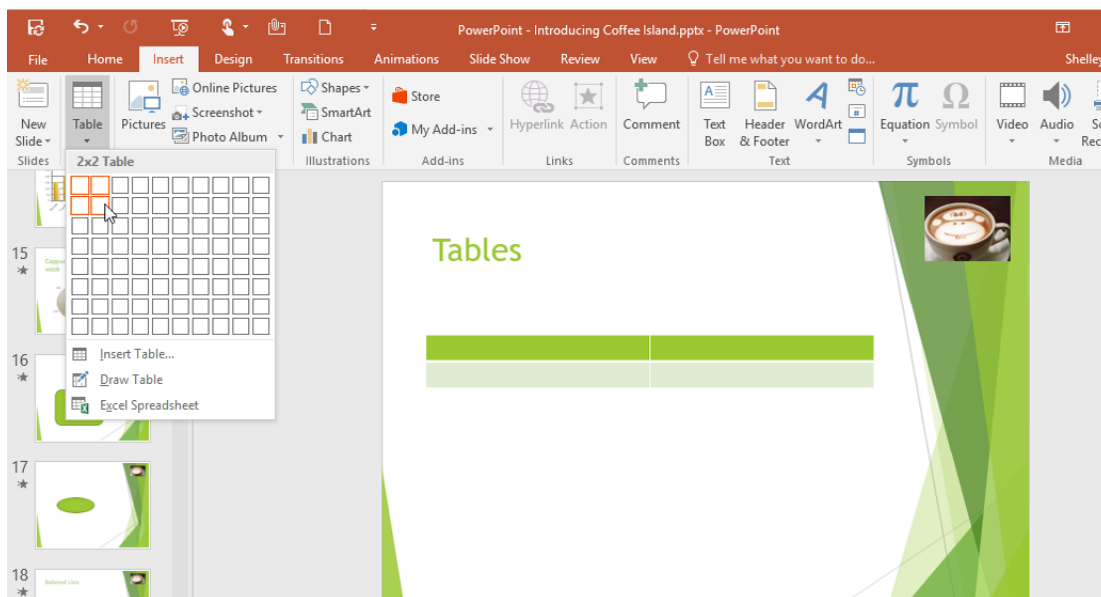 PowerPoint - Introducing Coffee Island.pptx - PowerPoint
File Home Insert Design Transitions Animations Slide Show Review View Tell me what you want to do... Shelley
New Slide
Table
Pictures
Online Pictures
Screenshot
Photo Album
Shapes
SmartArt
Chart
Store
My Add-ins
Hyperlink Action
Comment
Text Box
Header & Footer
WordArt
Equation Symbol
Video Audio
Slides Illustrations Add-ins Links Comments Text Symbols Media
2x2 Table
Insert Table...
Draw Table
Excel Spreadsheet
15
16
17
18
Tables